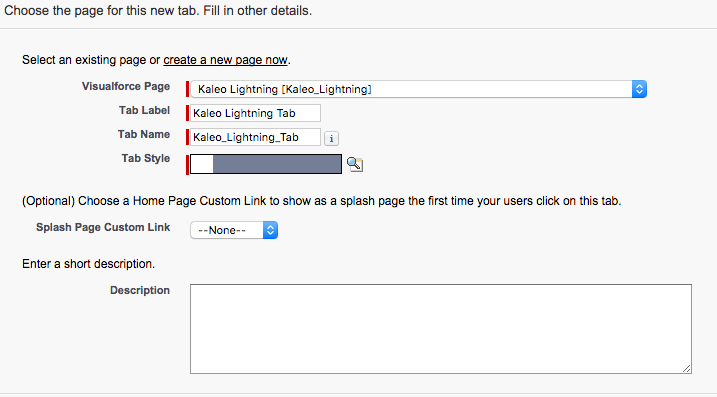 Choose the page for this new tab. Fill in other details.
Select an existing page or create a new page now.
Visualforce Page Kaleo Lightning [Kaleo_Lightning]
Tab Label Kaleo Lightning Tab
Tab Name Kaleo_Lightning_Tab i
Tab Style
(Optional) Choose a Home Page Custom Link to show as a splash page the first time your users click on this tab.
Splash Page Custom Link --None--
Enter a short description.
Description